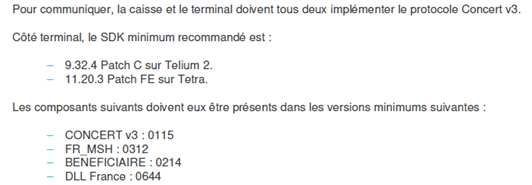 Pour communiquer, la caisse et le terminal doivent tous deux implémenter le protocole Concert v3.
Côté terminal, le SDK minimum recommandé est :
– 9.32.4 Patch C sur Telium 2.
– 11.20.3 Patch FE sur Tetra.
Les composants suivants doivent eux être présents dans les versions minimums suivantes :
– CONCERT v3 : 0115
– FR_MSH : 0312
– BENEFICIAIRE : 0214
– DLL France : 0644